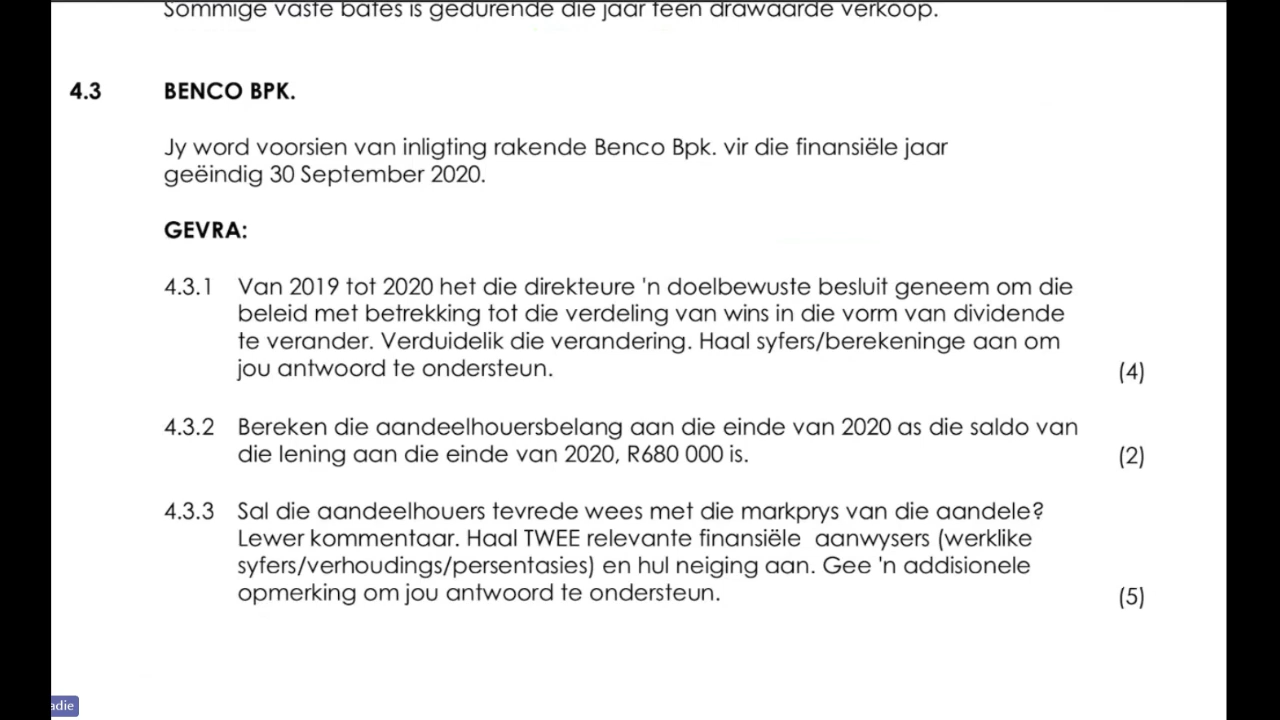 Sommige vaste bates is gedurende die jaar teen drawaarde verkoop.
4.3 BENCO BPK.
Jy word voorsien van inligting rakende Benco Bpk. vir die finansiële jaar
geëindig 30 September 2020.
GEVRA:
4.3.1 Van 2019 tot 2020 het die direkteure 'n doelbewuste besluit geneem om die
beleid met betrekking tot die verdeling van wins in die vorm van dividende
te verander. Verduidelik die verandering. Haal syfers/berekeninge aan om
jou antwoord te ondersteun. (4)
4.3.2 Bereken die aandeelhouersbelang aan die einde van 2020 as die saldo van
die lening aan die einde van 2020, R680 000 is. (2)
4.3.3 Sal die aandeelhouers tevrede wees met die markprys van die aandele?
Lewer kommentaar. Haal TWEE relevante finansiële aanwysers (werklike
syfers/verhoudings/persentasies) en hul neiging aan. Gee 'n addisionele
opmerking om jou antwoord te ondersteun. (5)
adie